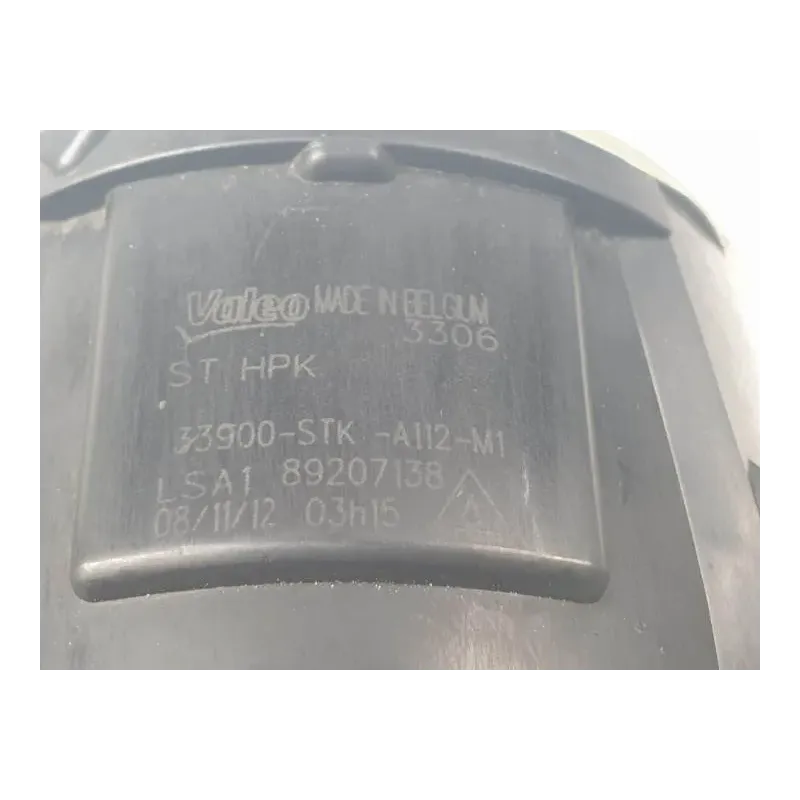 Valeo MADE IN BELGIUM
3306
ST HPK
33900-STK -A112-M1
LSA1 89207138
08/11/12 03h15